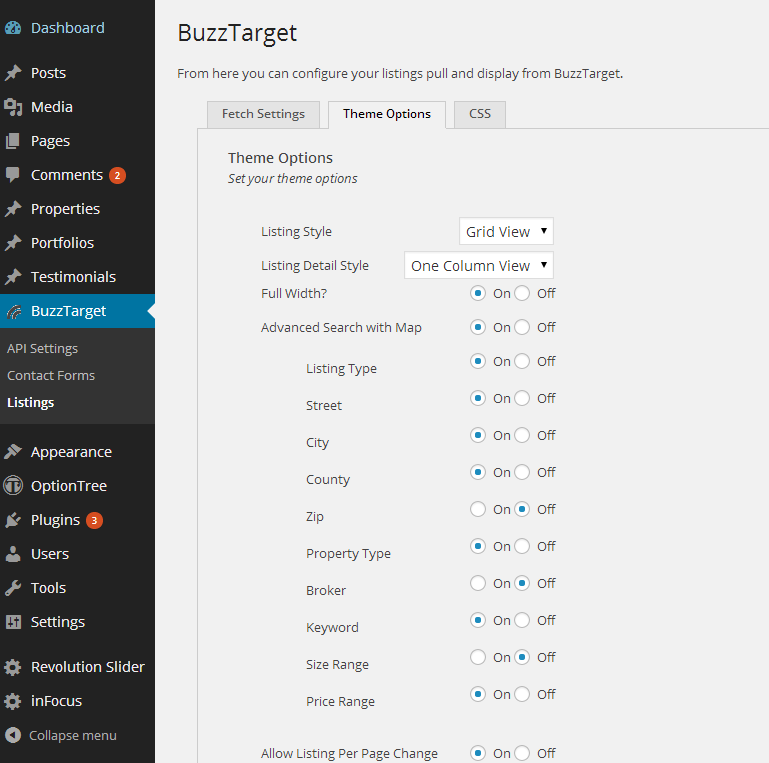 Dashboard
Posts
Media
Pages
Comments 2
Properties
Portfolios
Testimonials
BuzzTarget
API Settings
Contact Forms
Listings
Appearance
OptionTree
Plugins 3
Users
Tools
Settings
Revolution Slider
inFocus
Collapse menu
BuzzTarget
From here you can configure your listings pull and display from BuzzTarget.
Fetch Settings Theme Options CSS
Theme Options
Set your theme options
Listing Style Grid View
Listing Detail Style One Column View
Full Width? On Off
Advanced Search with Map On Off
Listing Type On Off
Street On Off
City On Off
County On Off
Zip On Off
Property Type On Off
Broker On Off
Keyword On Off
Size Range On Off
Price Range On Off
Allow Listing Per Page Change On Off